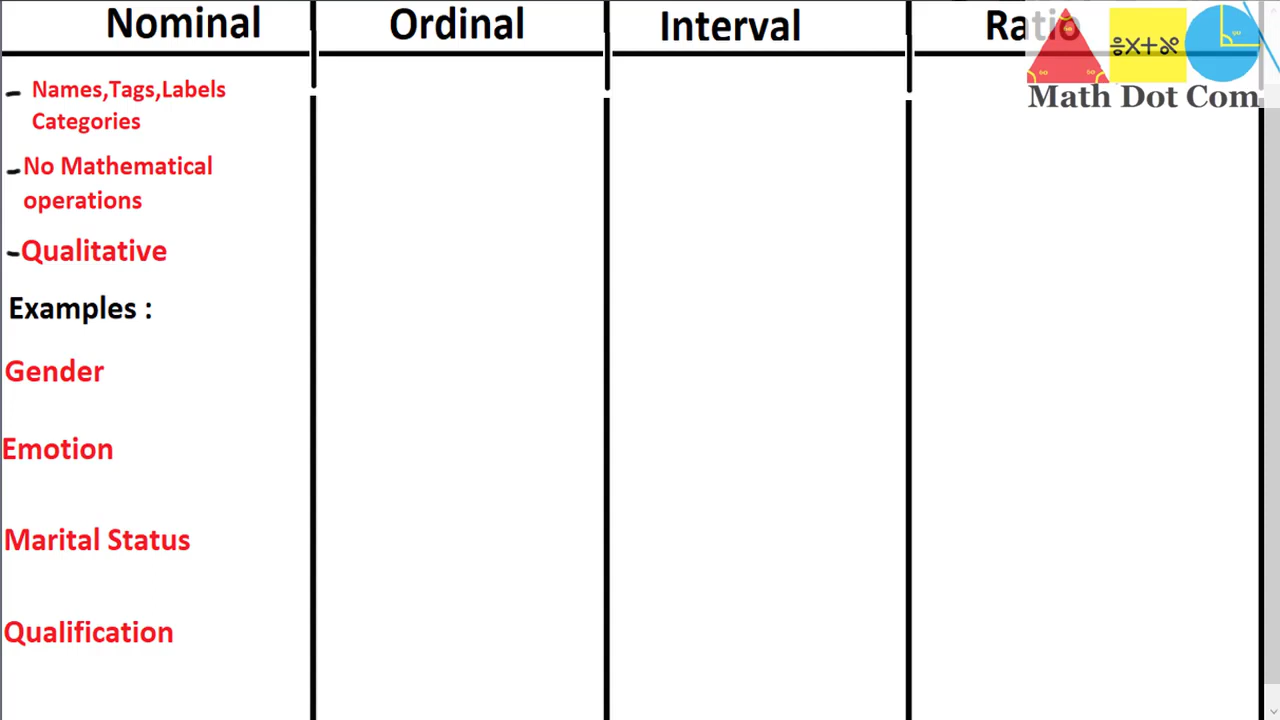 Nominal Ordinal Interval Ratio
÷x+%
Math Dot Com
- Names,Tags,Labels
Categories
- No Mathematical
operations
- Qualitative
Examples :
Gender
Emotion
Marital Status
Qualification